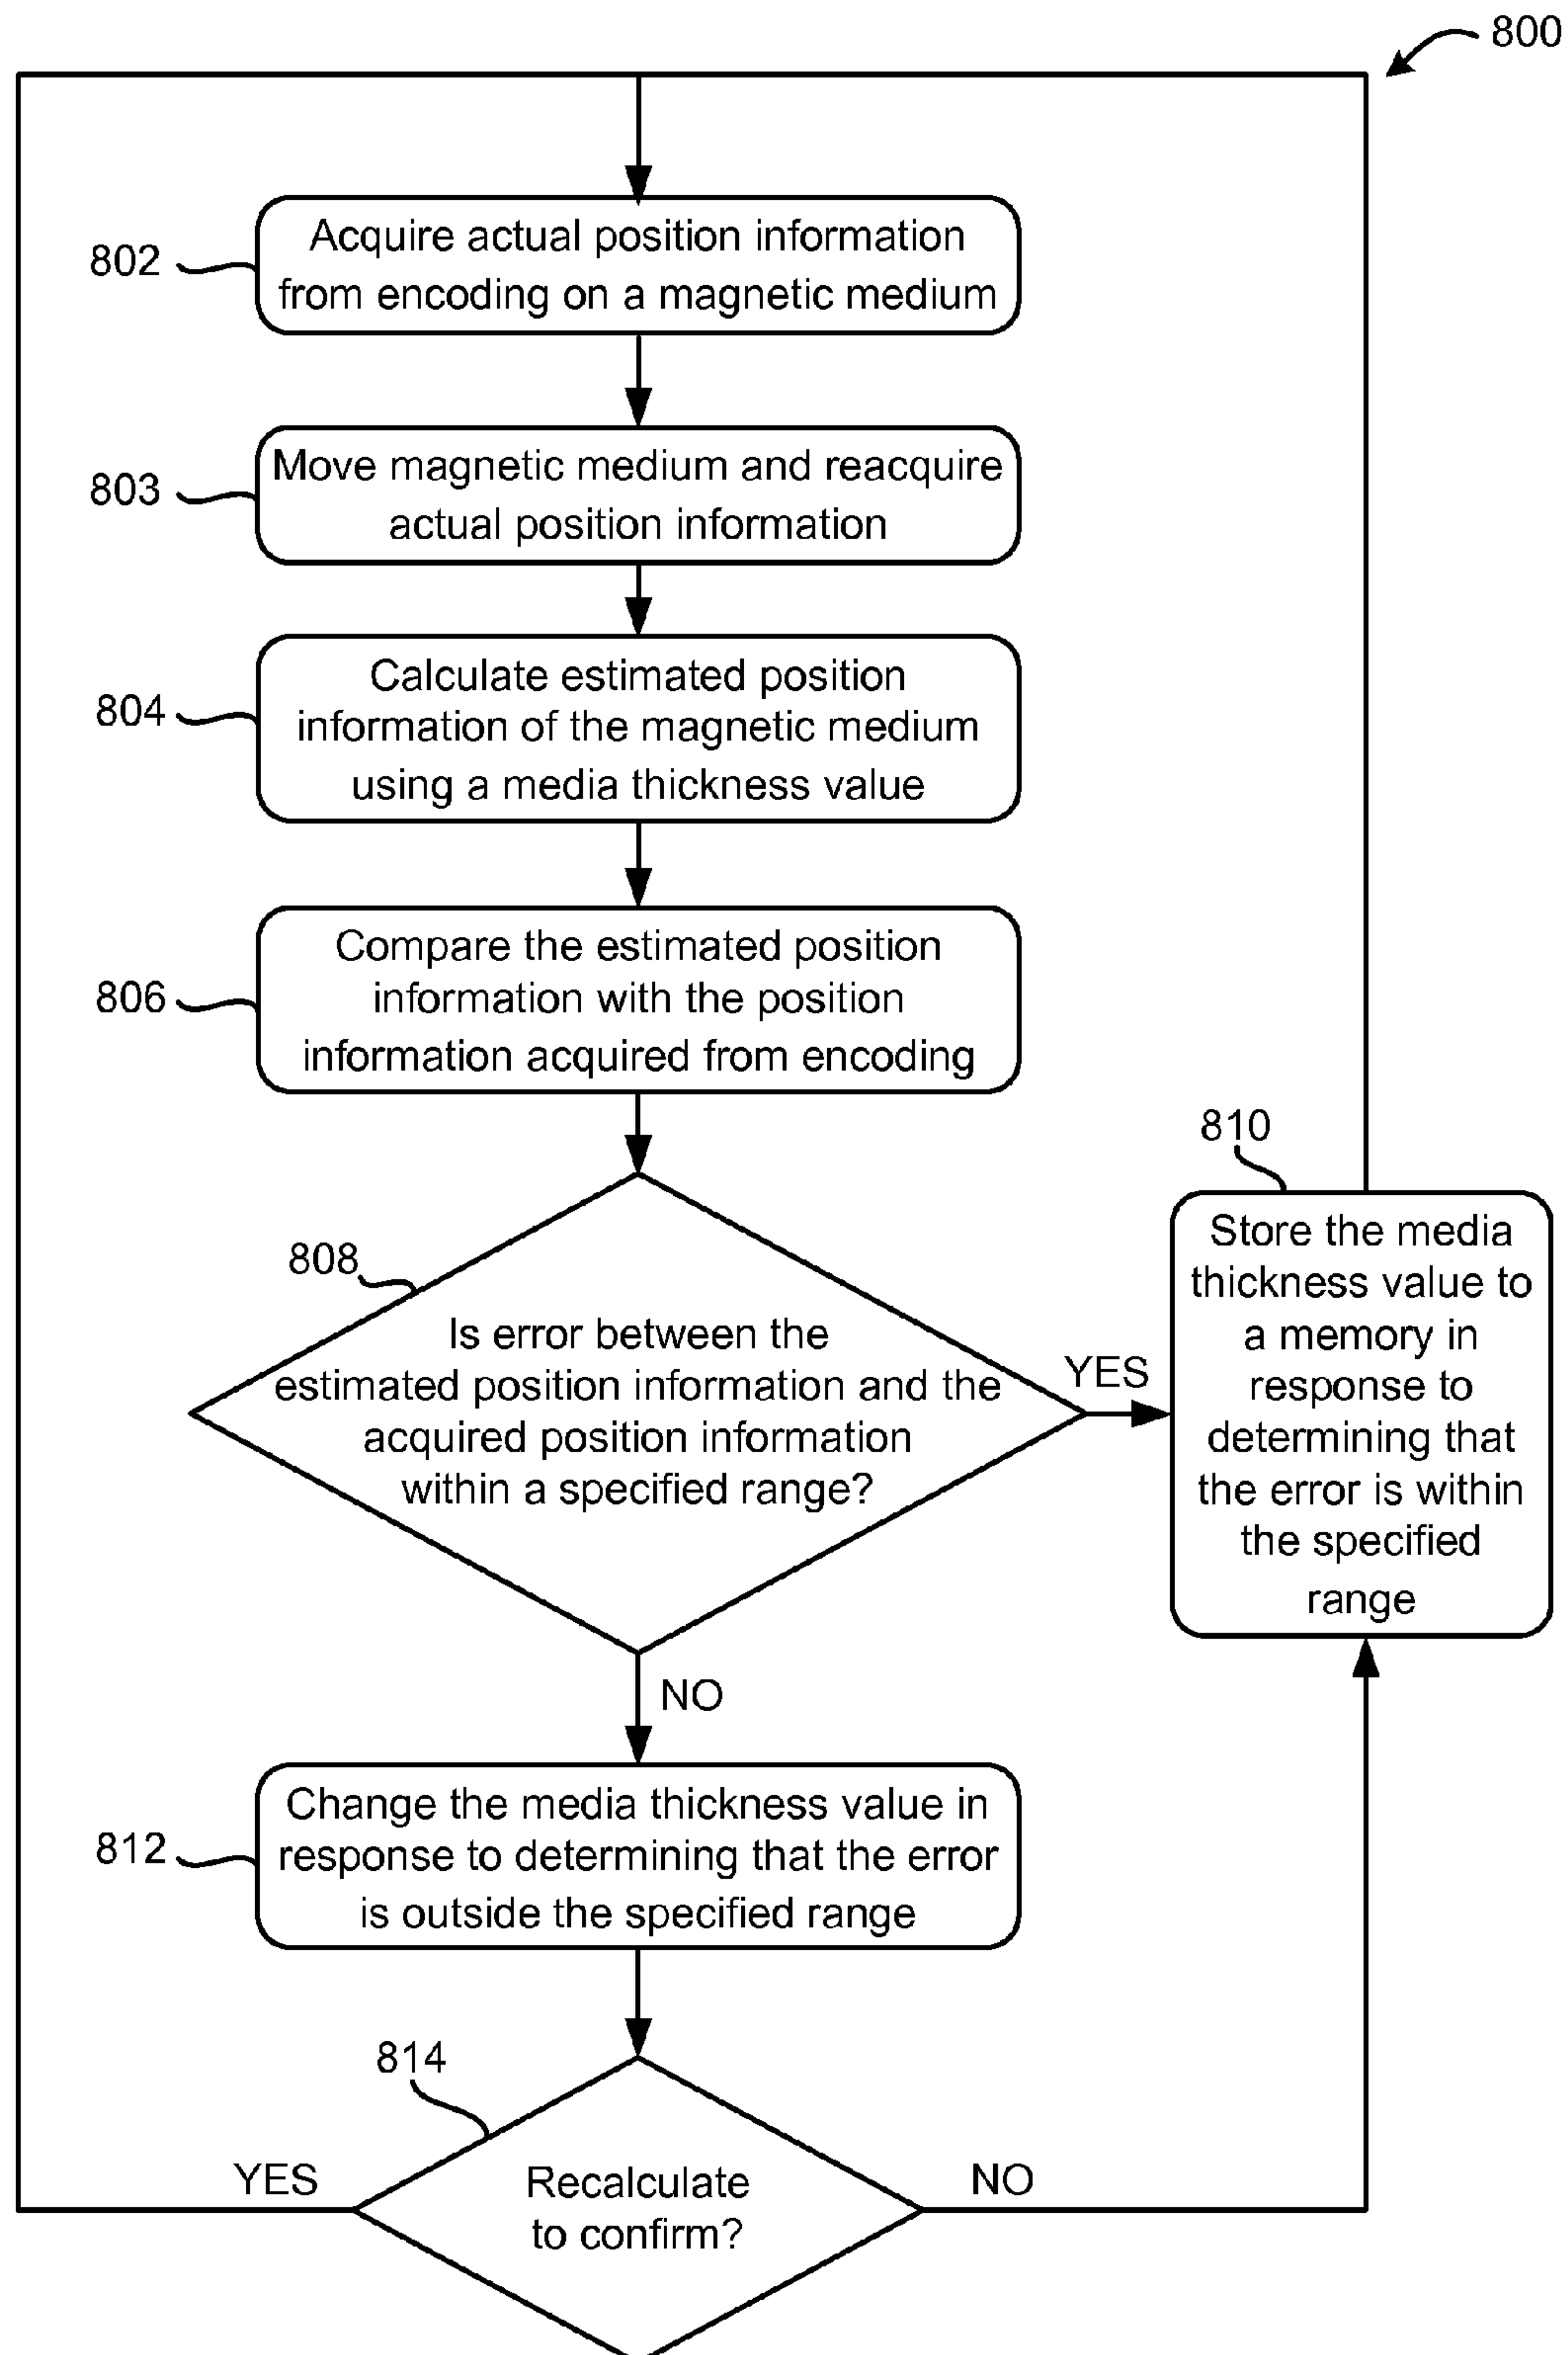 800
802
Acquire actual position information
from encoding on a magnetic medium
803
Move magnetic medium and reacquire
actual position information
804
Calculate estimated position
information of the magnetic medium
using a media thickness value
806
Compare the estimated position
information with the position
information acquired from encoding
808
Is error between the
estimated position information and the
acquired position information
within a specified range?
YES
810
Store the media
thickness value to
a memory in
response to
determining that
the error is within
the specified
range
NO
812
Change the media thickness value in
response to determining that the error
is outside the specified range
814
YES
Recalculate
to confirm?
NO